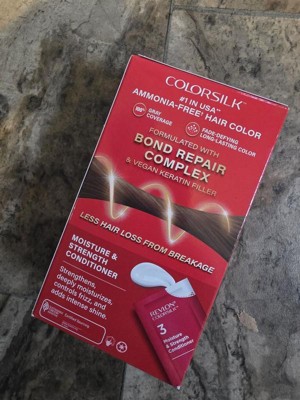 COLORSILK™
#1 IN USA**
AMMONIA-FREE† HAIR COLOR
100% GRAY
COVERAGE
FADE-DEFYING
LONG-LASTING COLOR
FORMULATED WITH
BOND REPAIR
COMPLEX
& VEGAN KERATIN FILLER
LESS HAIR LOSS FROM BREAKAGE
MOISTURE &
STRENGTH
CONDITIONER
Strengthens,
deeply moisturizes,
controls frizz, and
adds intense shine.
REVLON
COLORSILK
3
Moisture &
Strength
Conditioner